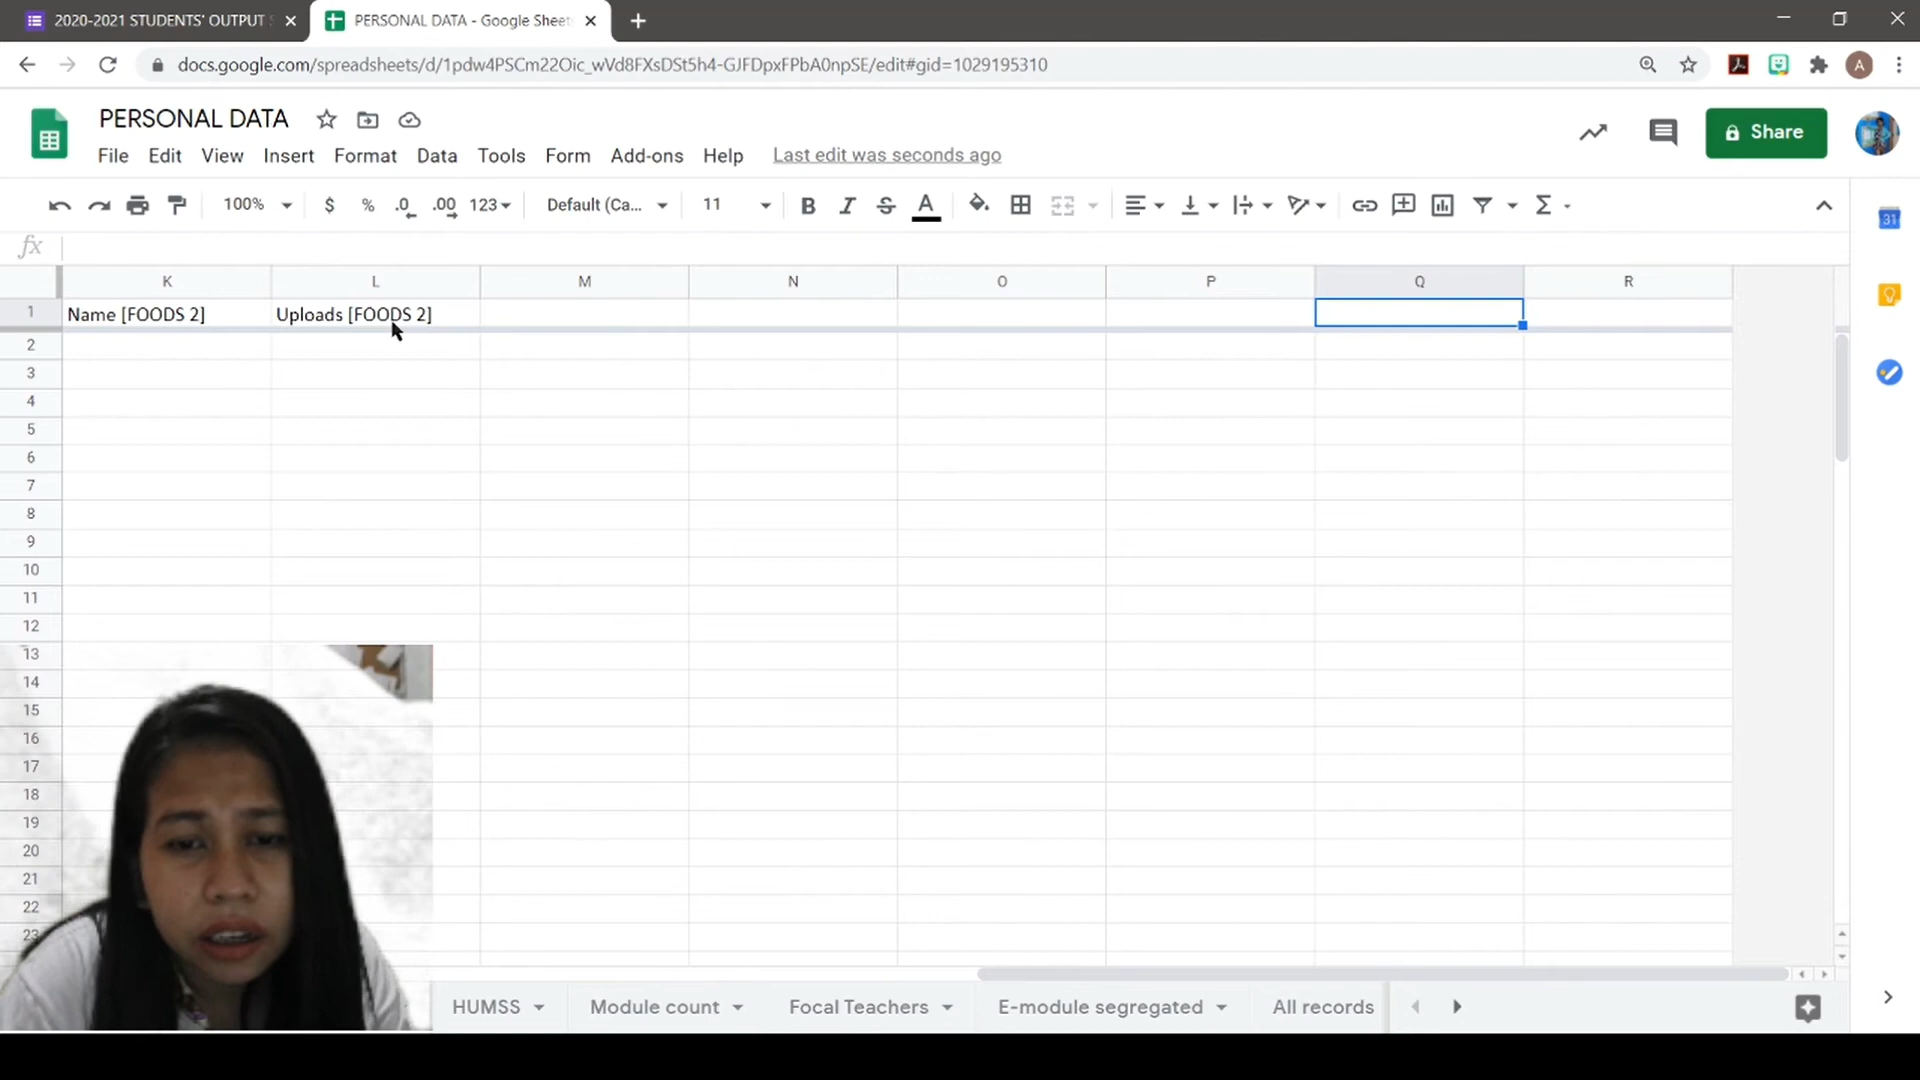 2020-2021 STUDENTS' OUTPUT
PERSONAL DATA - Google Sheet
docs.google.com/spreadsheets/d/1pdw4PSCm22Oic_wVd8FXsDSt5h4-GJFDpxFPbA0npSE/edit#gid=1029195310
A
PERSONAL DATA
Share
File Edit View Insert Format Data Tools Form Add-ons Help Last edit was seconds ago
100% $ % .0 .00 123 Default (Ca... 11 B I S A Σ
31
fx
K L M N O P Q R
1 Name [FOODS 2] Uploads [FOODS 2]
2
3
4
5
6
7
8
9
10
11
12
13
14
15
16
17
18
19
20
21
22
23
HUMSS Module count Focal Teachers E-module segregated All records